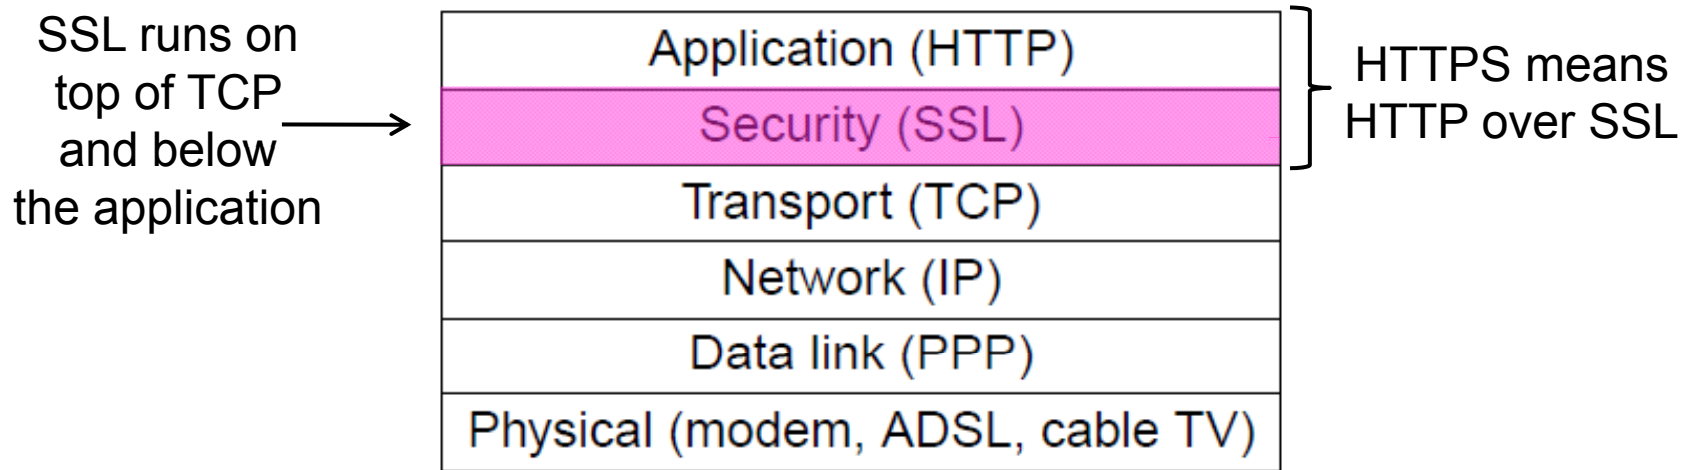 SSL runs on
top of TCP
and below
the application
Application (HTTP)
Security (SSL)
Transport (TCP)
Network (IP)
Data link (PPP)
Physical (modem, ADSL, cable TV)
HTTPS means
HTTP over SSL